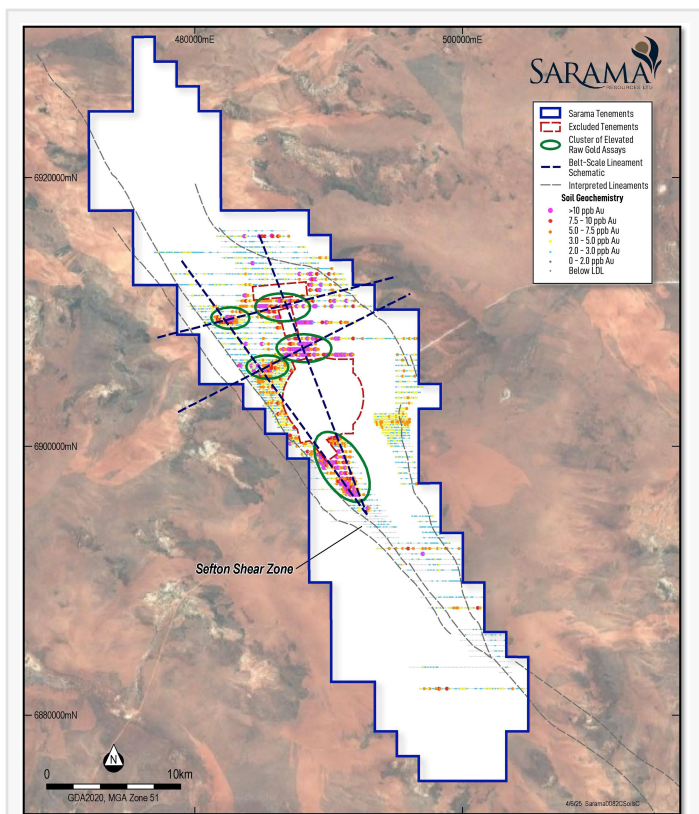 480000mE
500000mE
SARAMA
RESOURCES LTD
Sarama Tenements
Excluded Tenements
Cluster of Elevated
Raw Gold Assays
Belt-Scale Lineament
Schematic
Interpreted Lineaments
Soil Geochemistry
>10 ppb Au
7.5 - 10 ppb Au
5.0 - 7.5 ppb Au
3.0 - 5.0 ppb Au
2.0 - 3.0 ppb Au
0 - 2.0 ppb Au
Below LDL
6920000mN
6900000mN
Sefton Shear Zone
6880000mN
N
0 10km
GDA2020, MGA Zone 51
4/6/25 Sarama0082CSoilsC